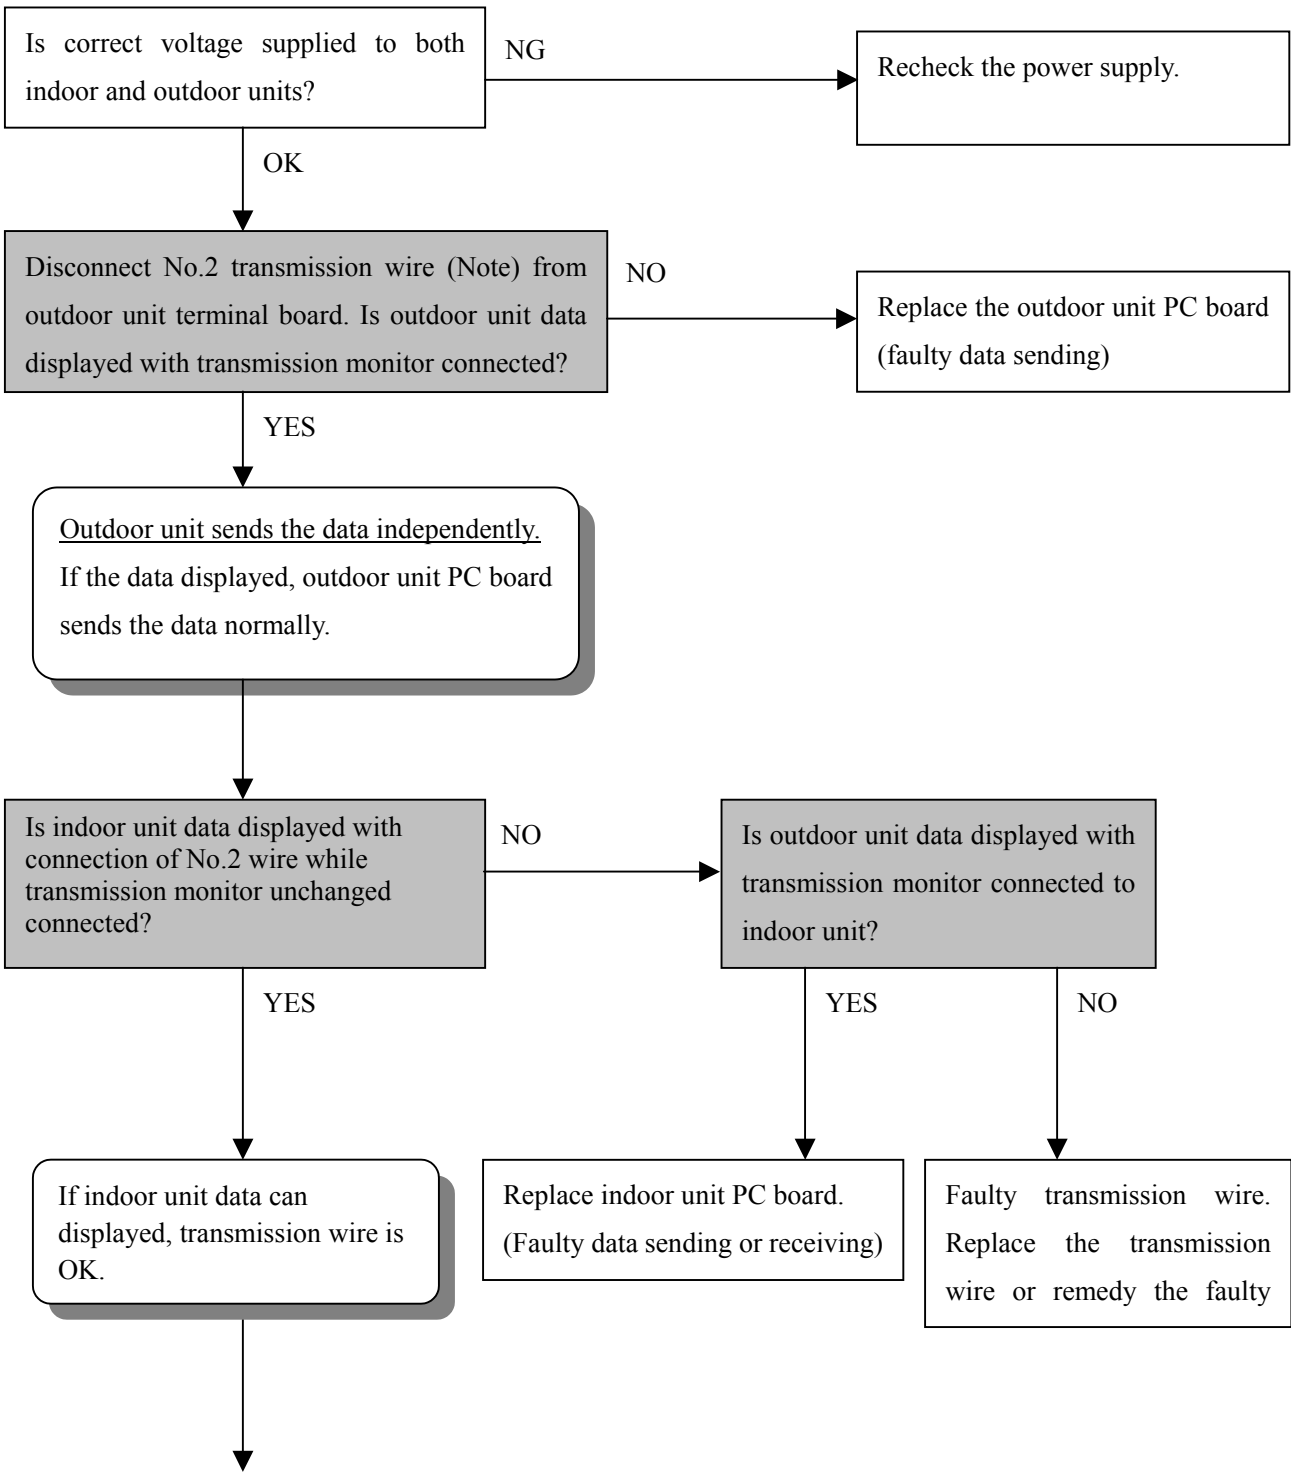 Is correct voltage supplied to both
indoor and outdoor units?
NG
Recheck the power supply.
OK
Disconnect No.2 transmission wire (Note) from
outdoor unit terminal board. Is outdoor unit data
displayed with transmission monitor connected?
NO
Replace the outdoor unit PC board
(faulty data sending)
YES
Outdoor unit sends the data independently.
If the data displayed, outdoor unit PC board
sends the data normally.
Is indoor unit data displayed with
connection of No.2 wire while
transmission monitor unchanged
connected?
NO
Is outdoor unit data displayed with
transmission monitor connected to
indoor unit?
YES
YES
NO
If indoor unit data can
displayed, transmission wire is
OK.
Replace indoor unit PC board.
(Faulty data sending or receiving)
Faulty transmission wire.
Replace the transmission
wire or remedy the faulty